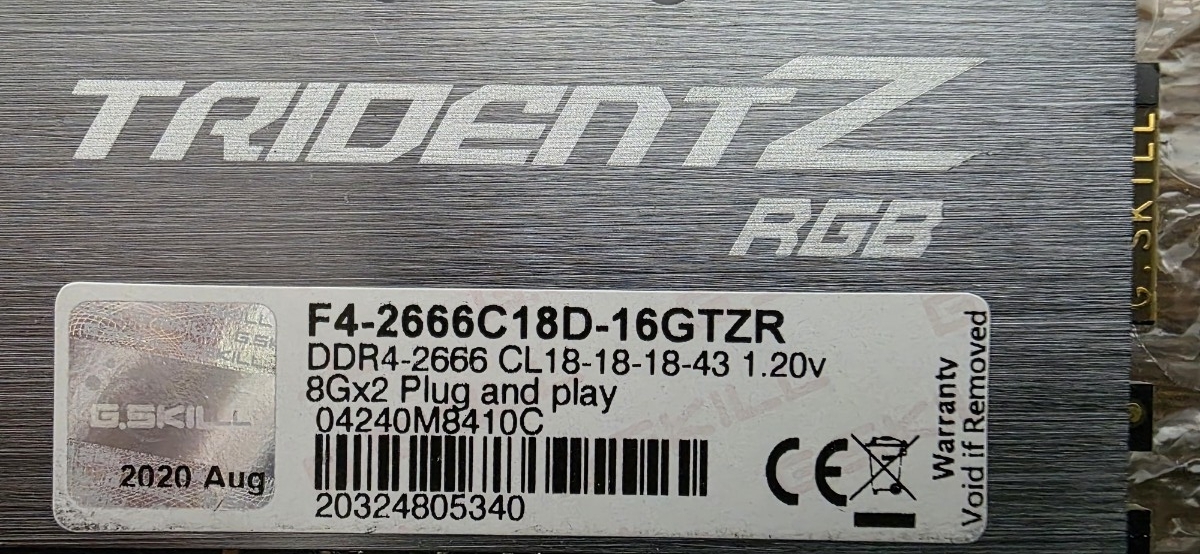 TRIDENTZ
RGB
G.SKILL
F4-2666C18D-16GTZR
DDR4-2666 CL18-18-18-43 1.20v
8Gx2 Plug and play
04240M8410C
20324805340
G.SKILL
2020 Aug
CE
Warranty
Void if Removed